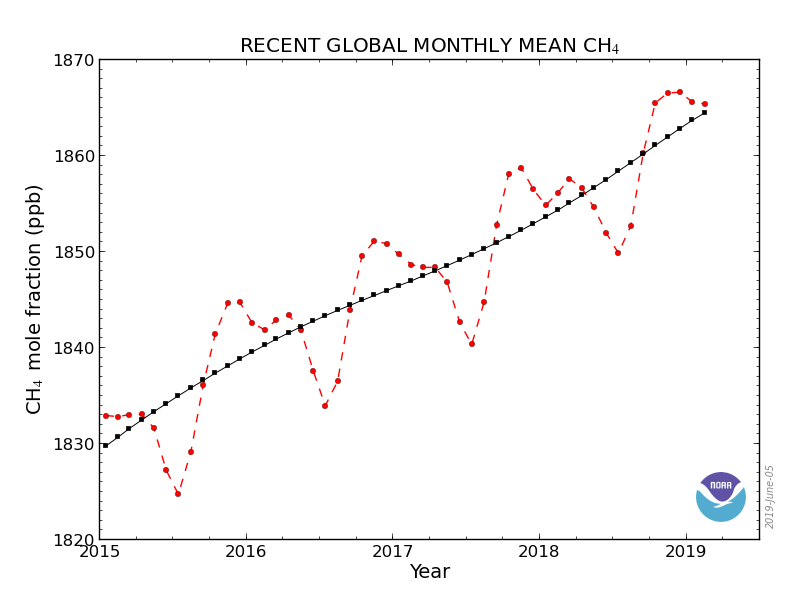 RECENT GLOBAL MONTHLY MEAN CH₄
1870
1860
1850
1840
1830
1820
CH₄ mole fraction (ppb)
2015 2016 2017 2018 2019
Year
NOAA
2019-June-05